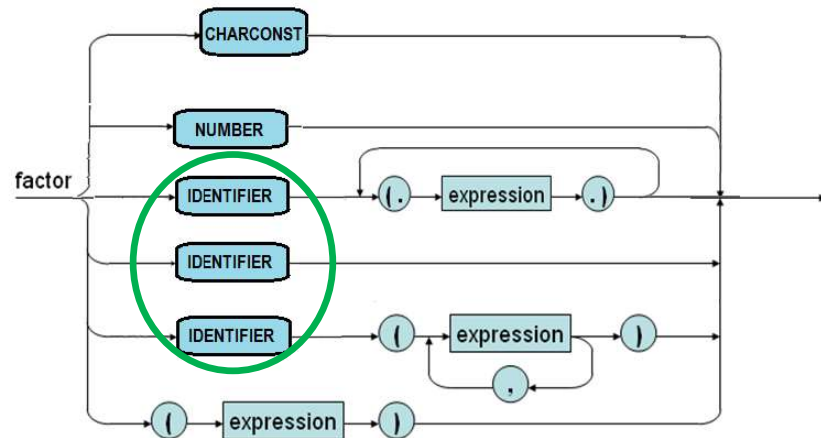 CHARCONST
NUMBER
factor
IDENTIFIER (. expression .)
IDENTIFIER
IDENTIFIER ( expression )
,
( expression )